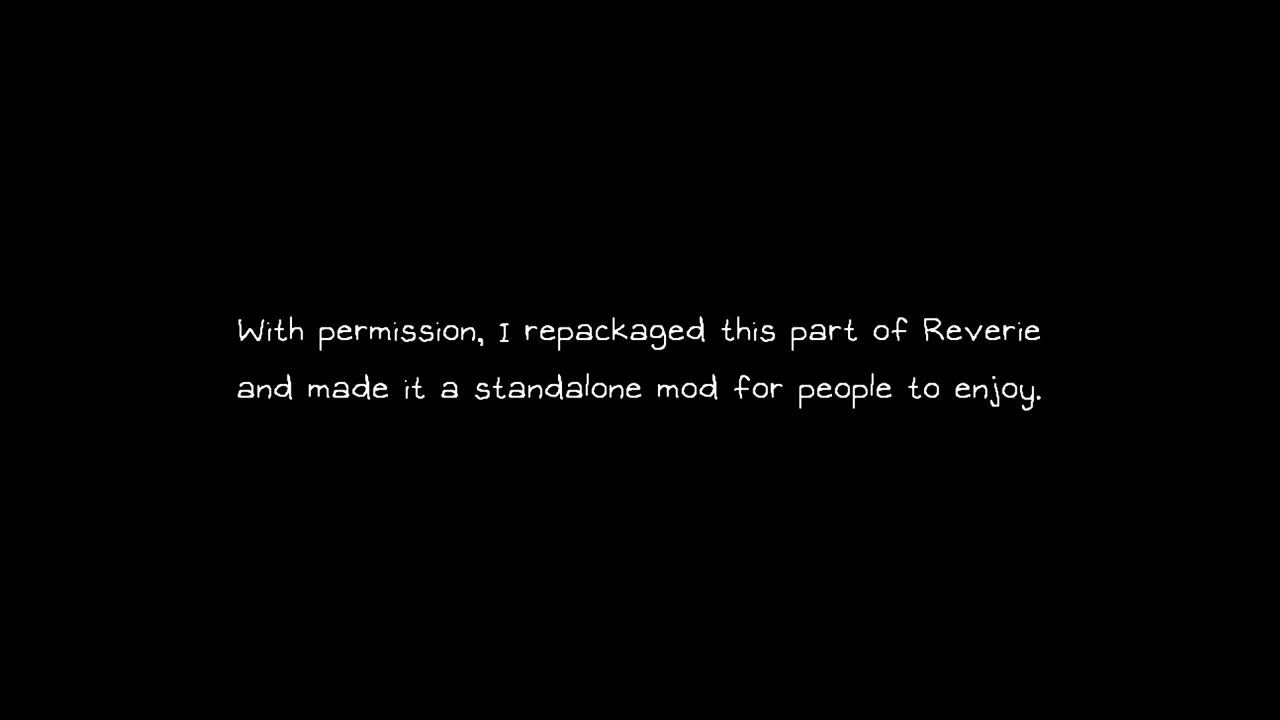 With permission, I repackaged this part of Reverie
and made it a standalone mod for people to enjoy.